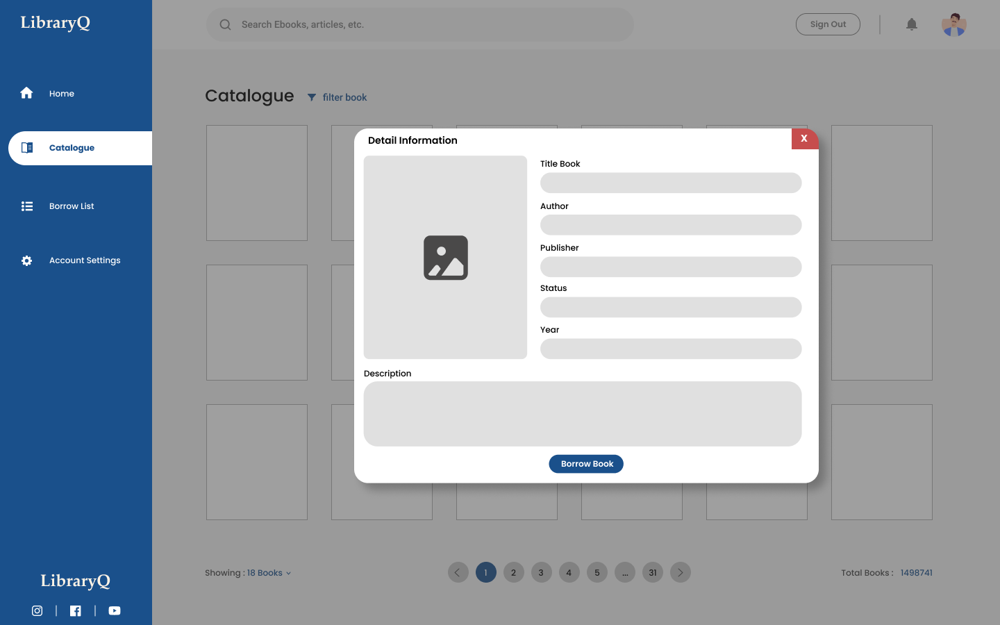 LibraryQ
Search Ebooks, articles, etc.
Sign Out
Home
Catalogue
Borrow List
Account Settings
Catalogue
filter book
Detail Information
X
Title Book
Author
Publisher
Status
Year
Description
Borrow Book
Showing : 18 Books
1 2 3 4 5 ... 31
Total Books : 1498741
LibraryQ